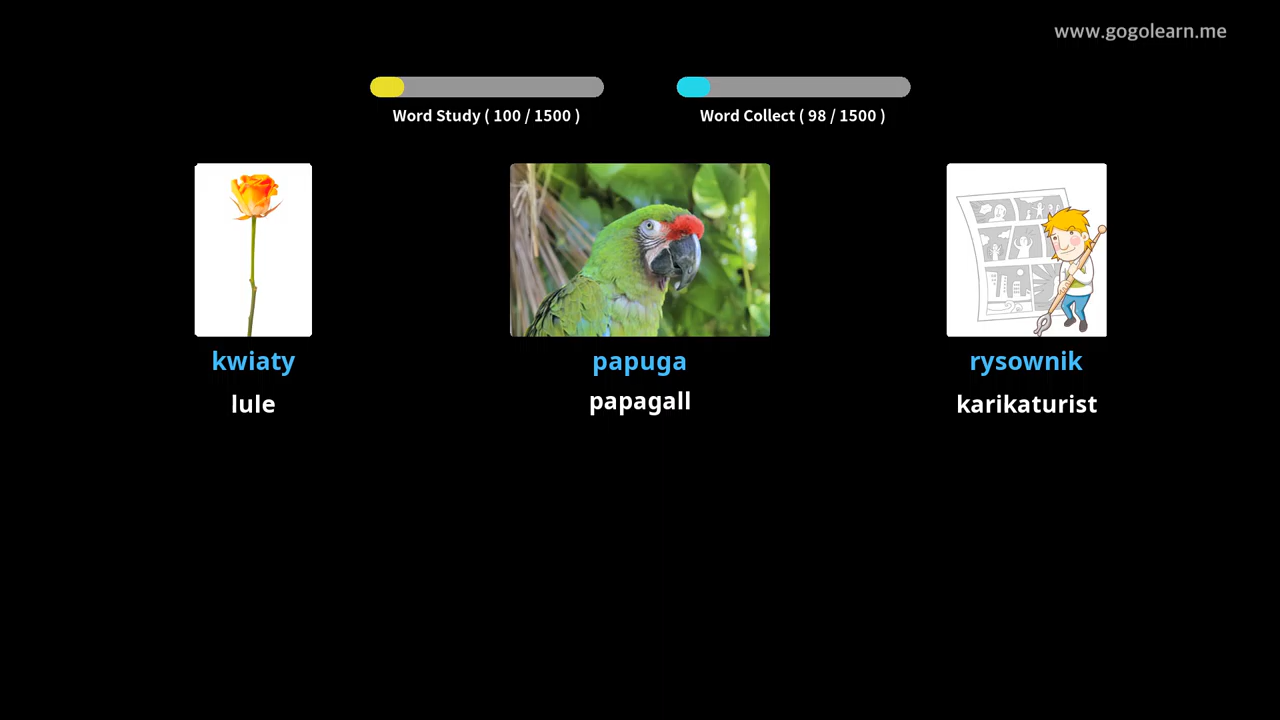 www.gogolearn.me
Word Study ( 100 / 1500 )
Word Collect ( 98 / 1500 )
kwiaty
papuga
rysownik
lule
papagall
karikaturist